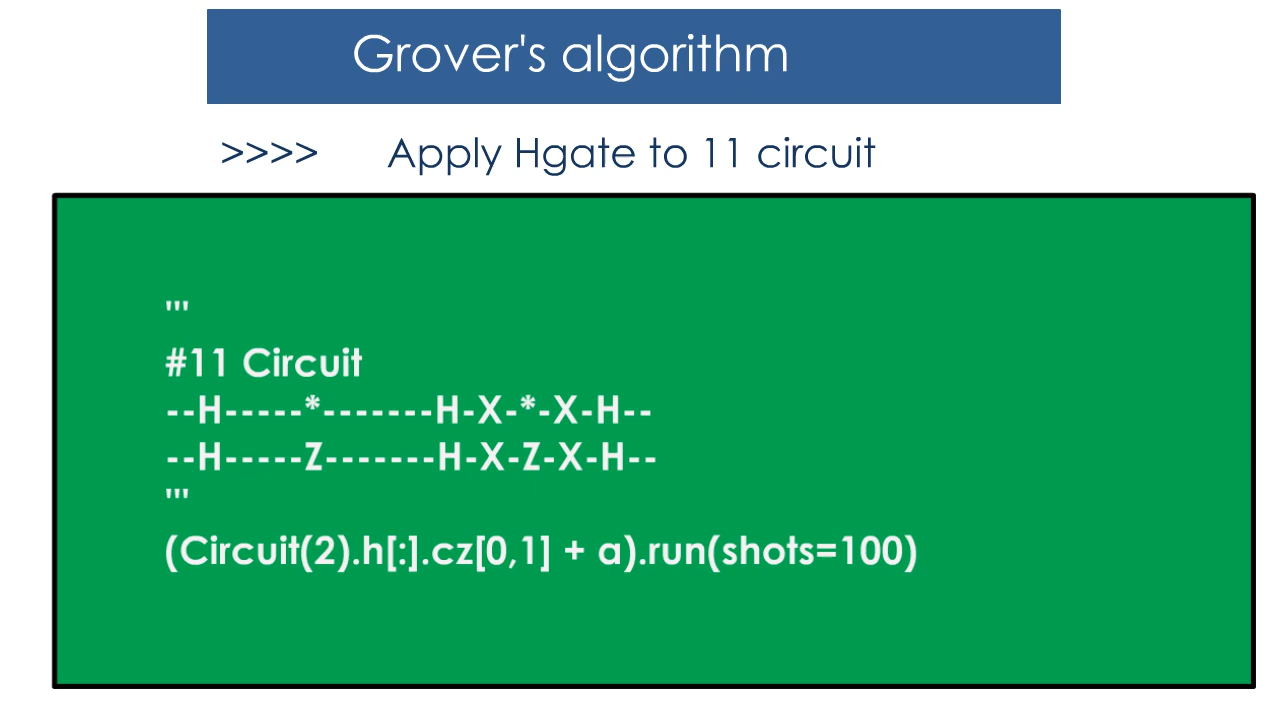 Grover's algorithm
>>>> Apply Hgate to 11 circuit
'''
#11 Circuit
--H-----*-------H-X-*-X-H--
--H-----Z-------H-X-Z-X-H--
'''
(Circuit(2).h[:].cz[0,1] + a).run(shots=100)